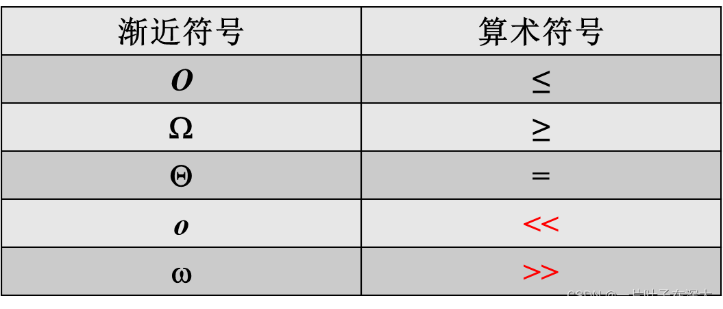 渐近符号 算术符号
O ≤
Ω ≥
Θ =
o <<
ω >>